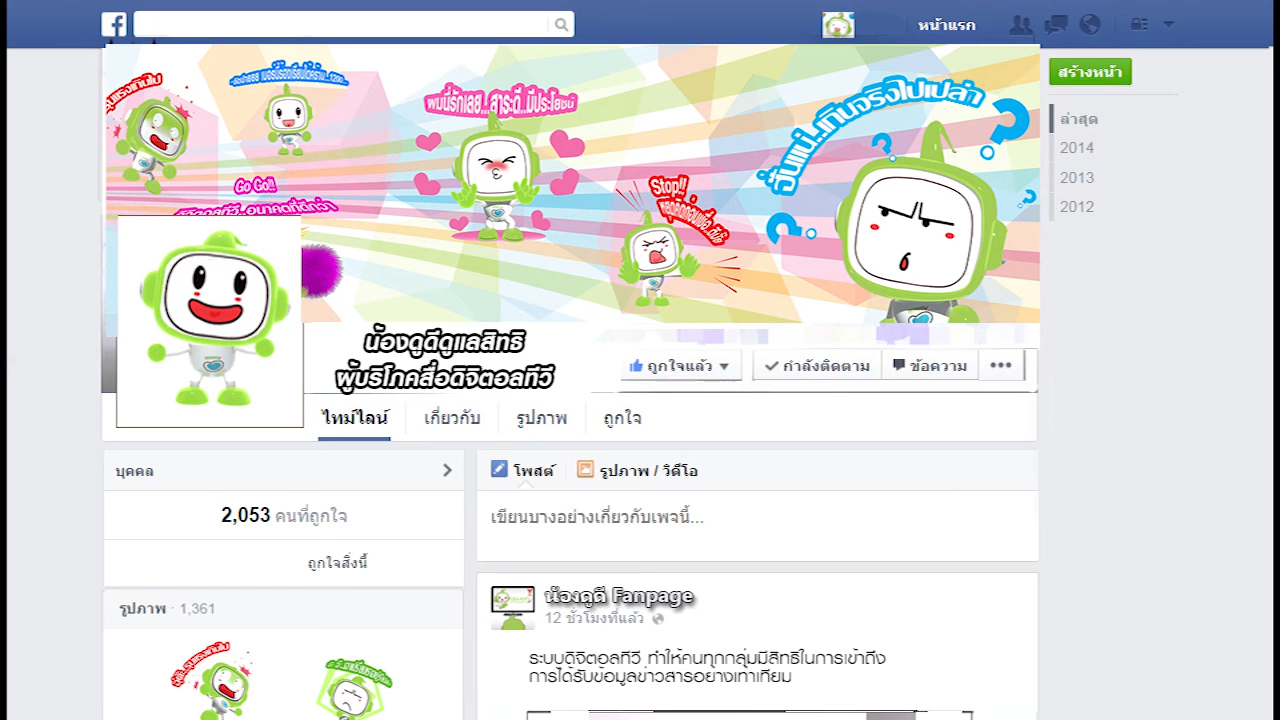 หน้าแรก
สร้างหน้า
ล่าสุด
2014
2013
2012
ผมนี้รักเลย...สาระดี...มีประโยชน์
วุ่นแน่..เกินจริงไปเปล่า
Go Go!!
Stop!!
น้องดูดีดูแลสิทธิ
ผู้บริโภคสื่อดิจิตอลทีวี
ถูกใจแล้ว
กำลังติดตาม
ข้อความ
ไทม์ไลน์
เกี่ยวกับ
รูปภาพ
ถูกใจ
บุคคล
2,053 คนที่ถูกใจ
ถูกใจสิ่งนี้
รูปภาพ · 1,361
โพสต์
รูปภาพ / วิดีโอ
เขียนบางอย่างเกี่ยวกับเพจนี้...
น้องดูดี Fanpage
12 ชั่วโมงที่แล้ว
ระบบดิจิตอลทีวี ทำให้คนทุกกลุ่มมีสิทธิในการเข้าถึง
การได้รับข้อมูลข่าวสารอย่างเท่าเทียม